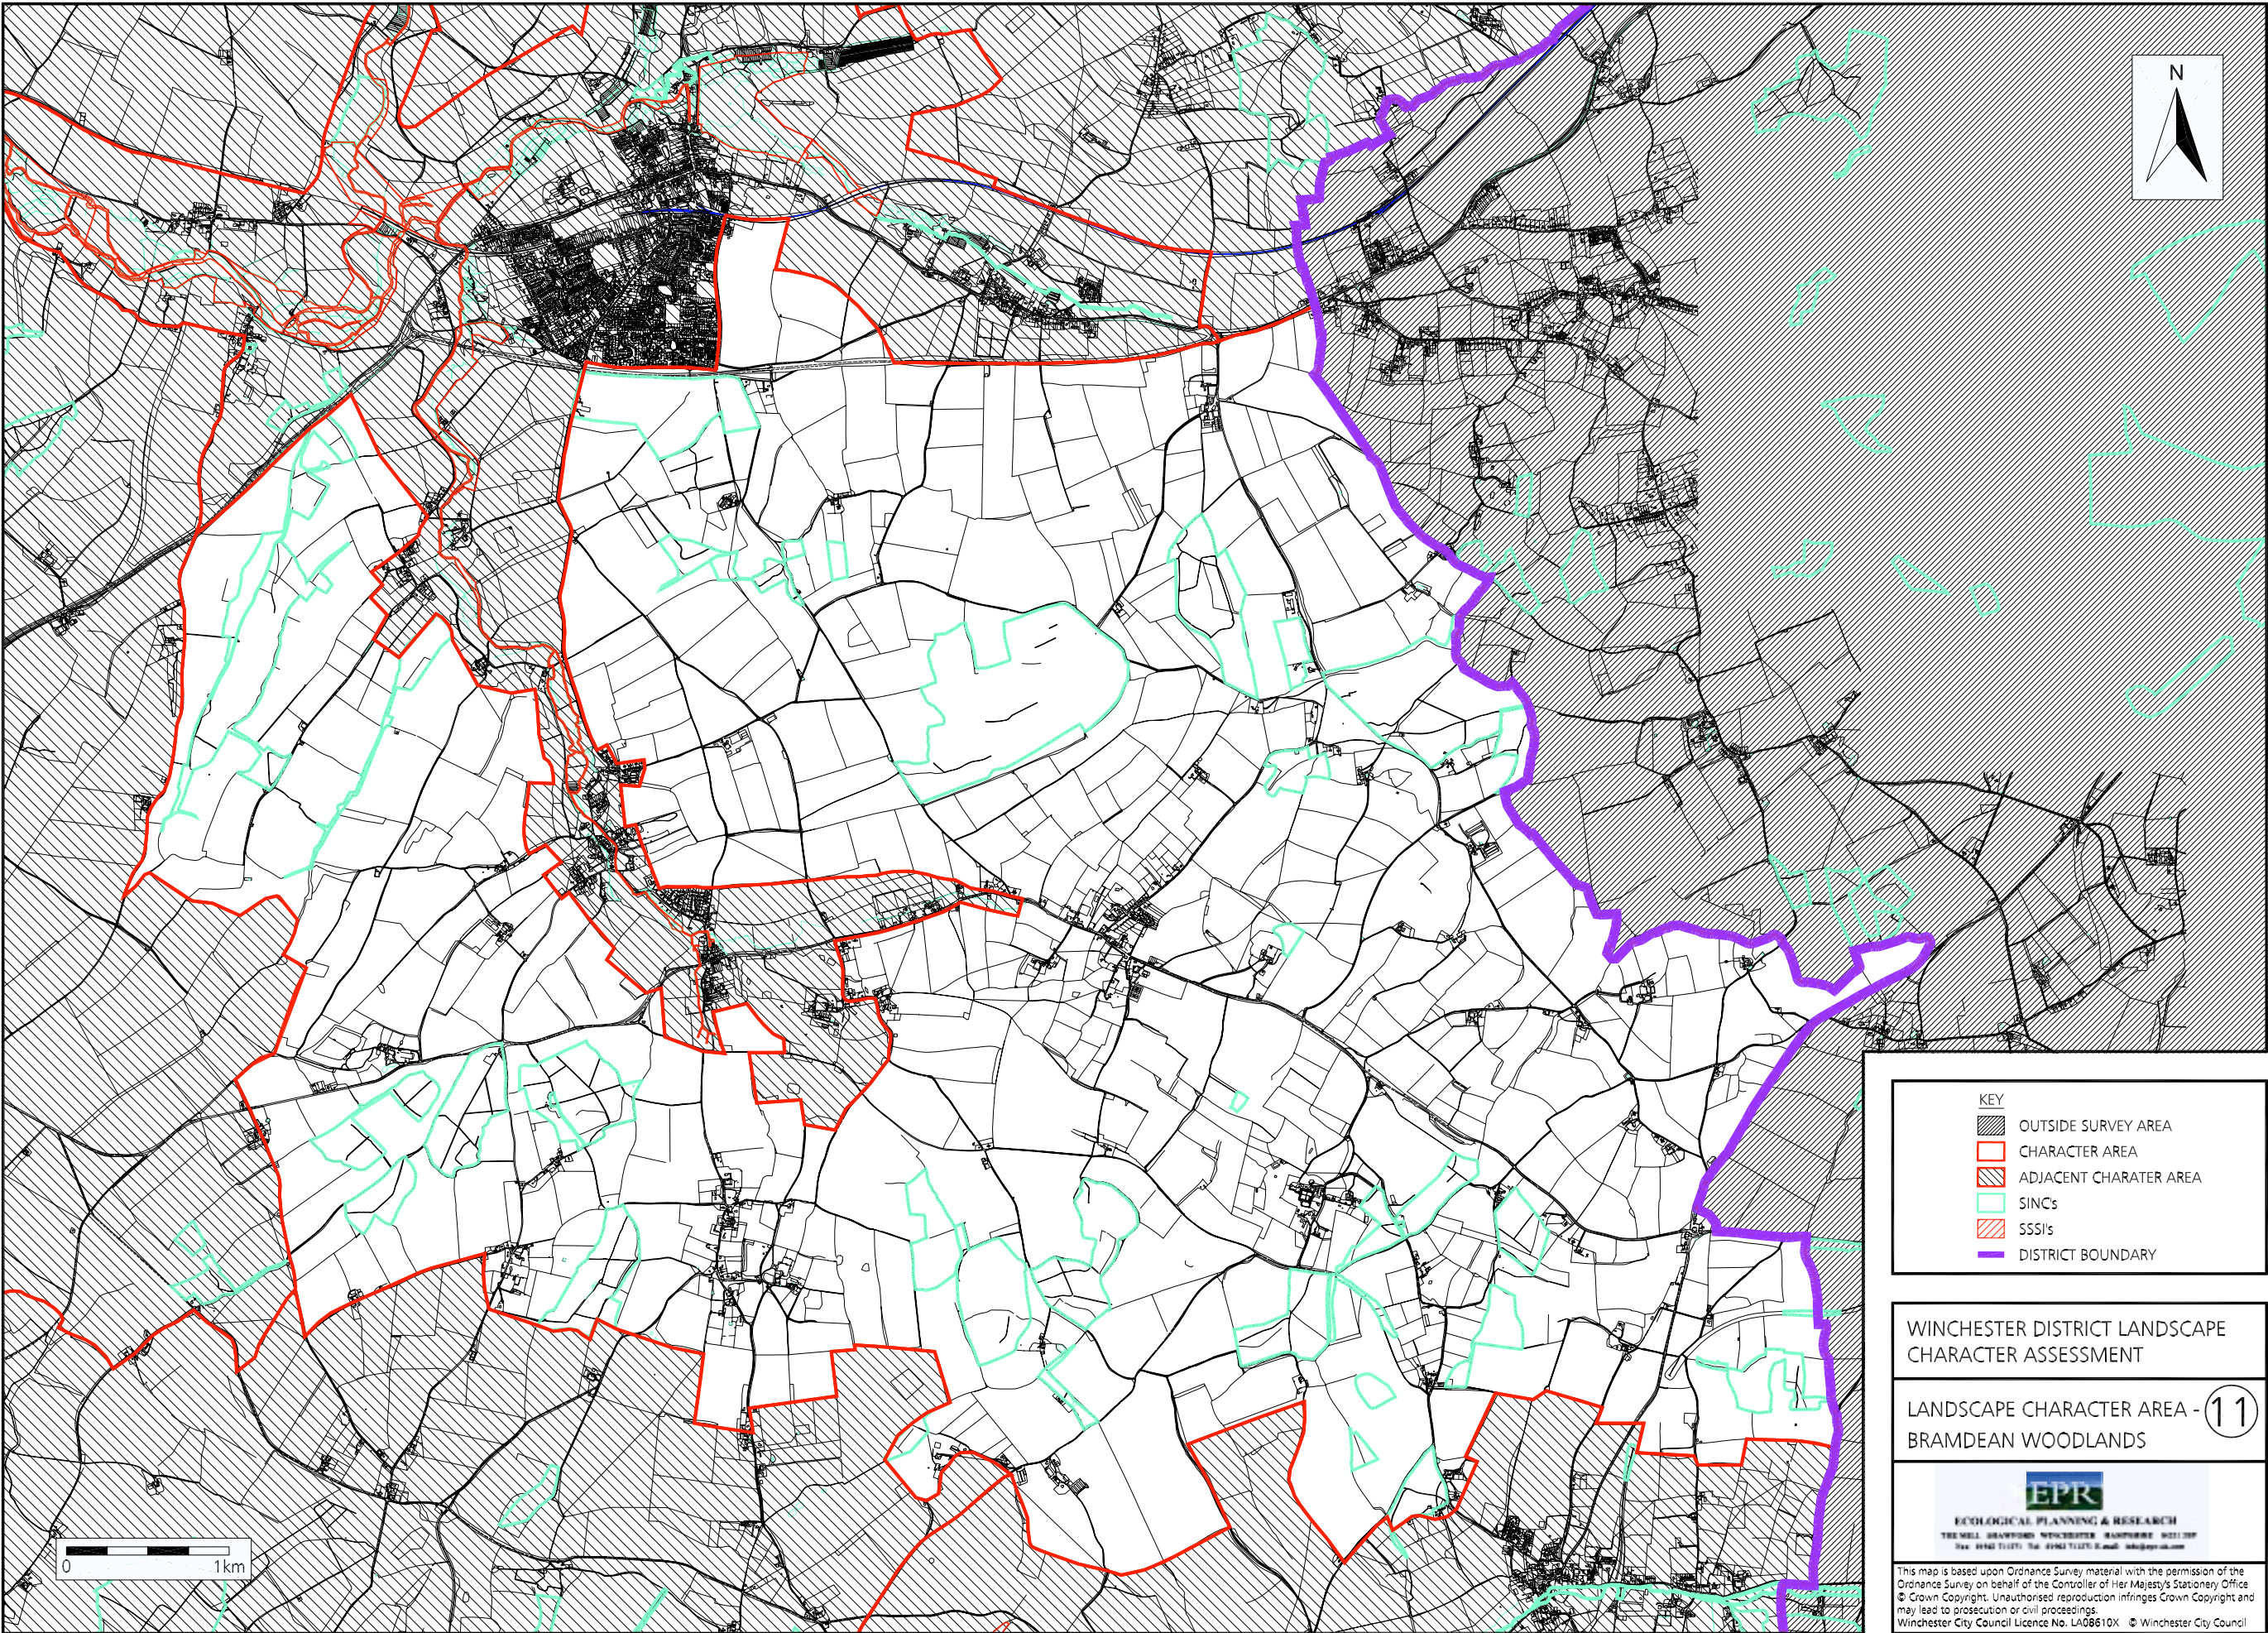 N
KEY
OUTSIDE SURVEY AREA
CHARACTER AREA
ADJACENT CHARATER AREA
SINC's
SSSI's
DISTRICT BOUNDARY
WINCHESTER DISTRICT LANDSCAPE
CHARACTER ASSESSMENT
LANDSCAPE CHARACTER AREA - 11
BRAMDEAN WOODLANDS
EPR
ECOLOGICAL PLANNING & RESEARCH
THE MILL WINCHESTER HAMPSHIRE
This map is based upon Ordnance Survey material with the permission of the
Ordnance Survey on behalf of the Controller of Her Majesty's Stationery Office
© Crown Copyright. Unauthorised reproduction infringes Crown Copyright and
may lead to prosecution or civil proceedings.
Winchester City Council Licence No. LA08610X © Winchester City Council
0 1km